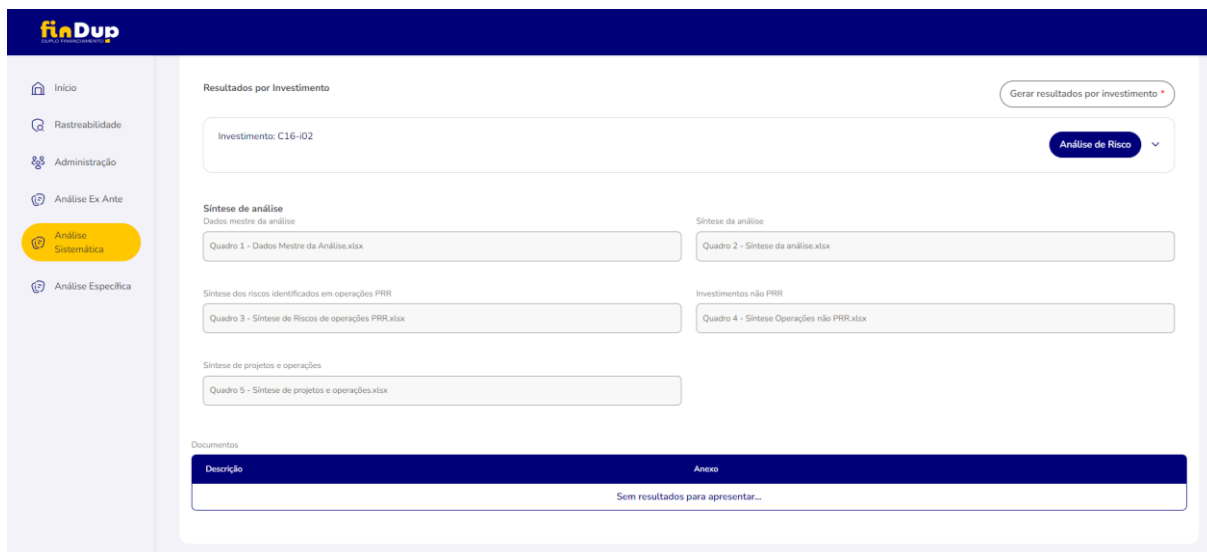 finDup
DUPLO FINANCIAMENTO
Início
Rastreabilidade
Administração
Análise Ex Ante
Análise
Sistemática
Análise Específica
Resultados por Investimento
Gerar resultados por investimento *
Investimento: C16-i02
Análise de Risco
Síntese de análise
Dados mestre da análise
Síntese da análise
Quadro 1 - Dados Mestre da Análise.xlsx
Quadro 2 - Síntese da análise.xlsx
Síntese dos riscos identificados em operações PRR
Investimentos não PRR
Quadro 3 - Síntese de Riscos de operações PRR.xlsx
Quadro 4 - Síntese Operações não PRR.xlsx
Síntese de projetos e operações
Quadro 5 - Síntese de projetos e operações.xlsx
Documentos
Descrição
Anexo
Sem resultados para apresentar...